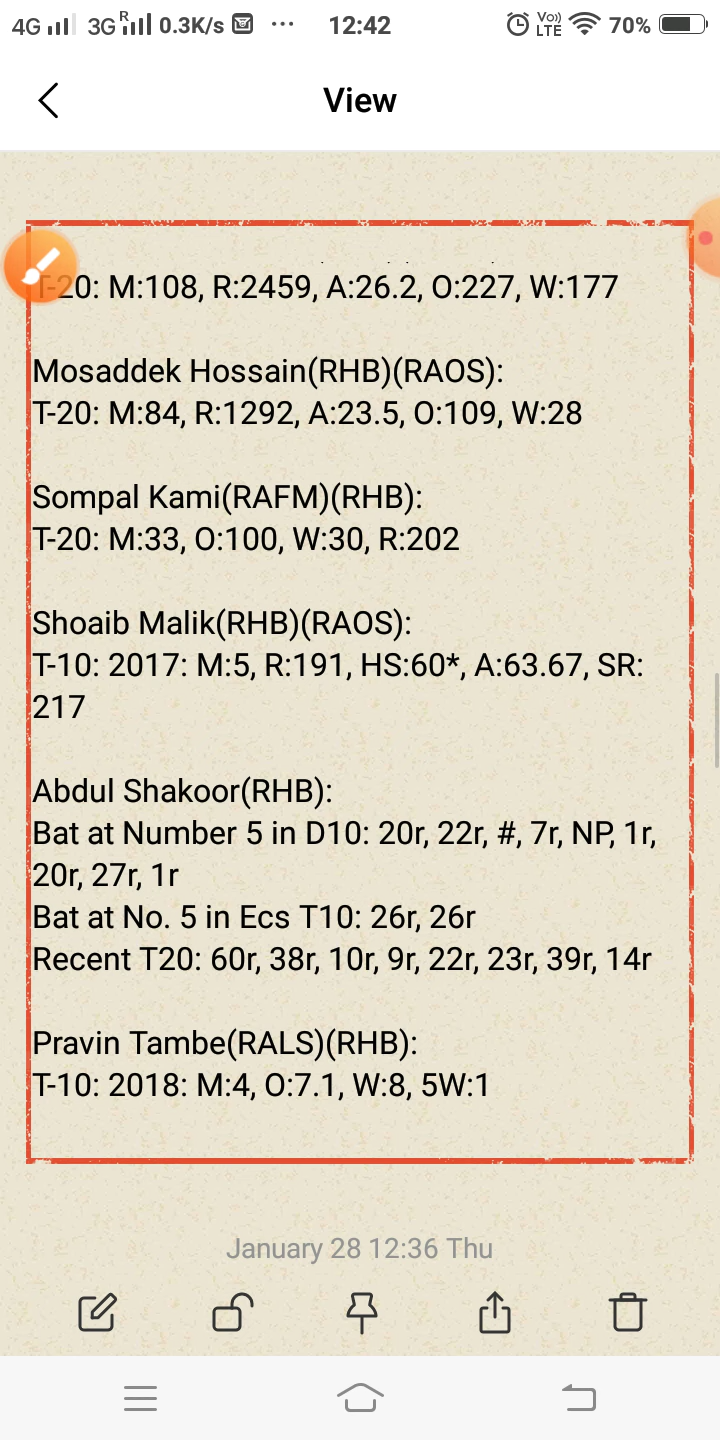 4G 3G R 0.3K/s ... 12:42 Vo)) LTE 70%
View
T-20: M:108, R:2459, A:26.2, O:227, W:177
Mosaddek Hossain(RHB)(RAOS):
T-20: M:84, R:1292, A:23.5, O:109, W:28
Sompal Kami(RAFM)(RHB):
T-20: M:33, O:100, W:30, R:202
Shoaib Malik(RHB)(RAOS):
T-10: 2017: M:5, R:191, HS:60*, A:63.67, SR:
217
Abdul Shakoor(RHB):
Bat at Number 5 in D10: 20r, 22r, #, 7r, NP, 1r,
20r, 27r, 1r
Bat at No. 5 in Ecs T10: 26r, 26r
Recent T20: 60r, 38r, 10r, 9r, 22r, 23r, 39r, 14r
Pravin Tambe(RALS)(RHB):
T-10: 2018: M:4, O:7.1, W:8, 5W:1
January 28 12:36 Thu